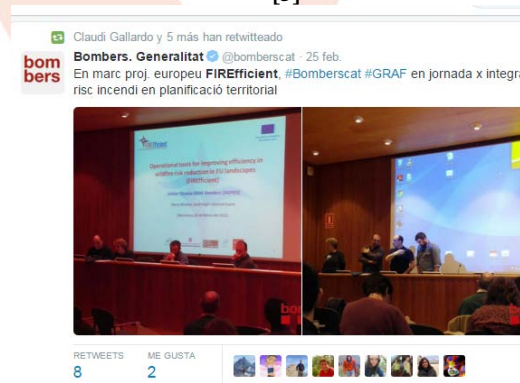 Claudi Gallardo y 5 más han retwitteado
bom
bers
Bombers. Generalitat @bomberscat · 25 feb.
En marc proj. europeu FIREfficient, #Bomberscat #GRAF en jornada x integra
risc incendi en planificació territorial
Operational tools for improving efficiency in
wildfire risk reduction in EU landscapes
(FIREfficient)
RETWEETS
ME GUSTA
8
2